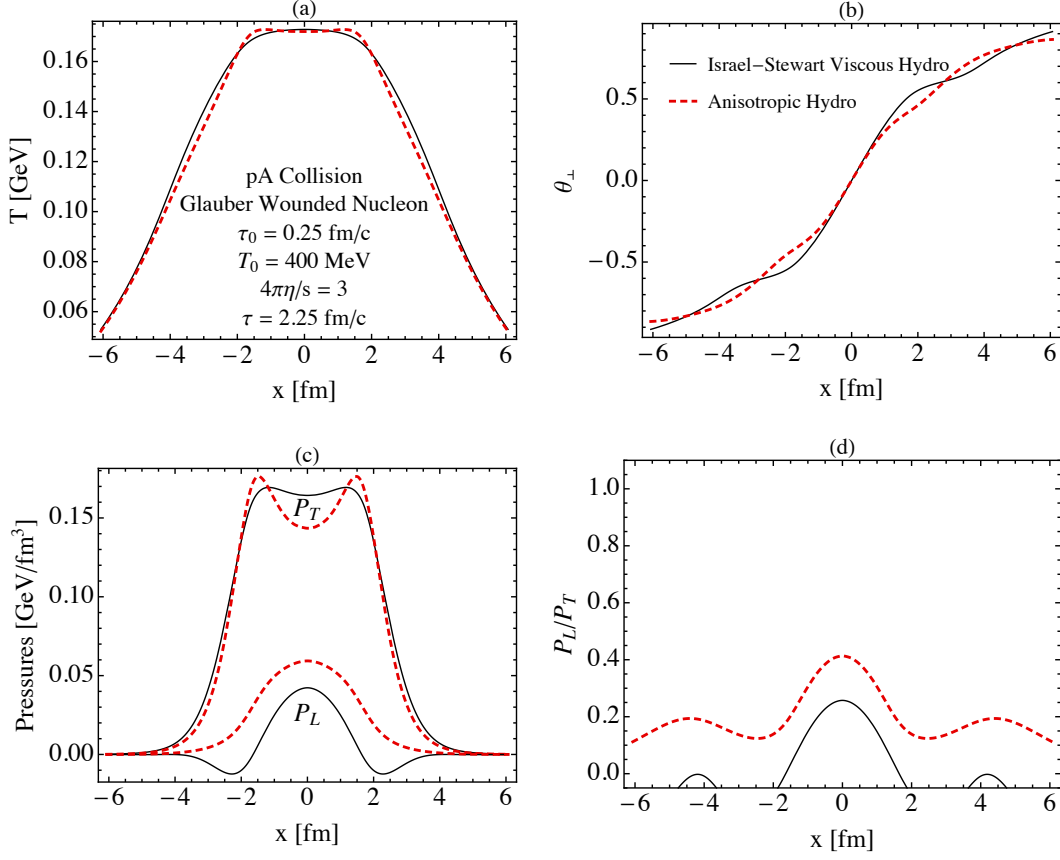 (a)
T [GeV]
0.16
0.14
0.12
0.10
0.08
0.06
pA Collision
Glauber Wounded Nucleon
τ₀ = 0.25 fm/c
T₀ = 400 MeV
4πη/s = 3
τ = 2.25 fm/c
−6 −4 −2 0 2 4 6
x [fm]
(b)
θ⊥
0.5
0.0
−0.5
Israel−Stewart Viscous Hydro
Anisotropic Hydro
−6 −4 −2 0 2 4 6
x [fm]
(c)
Pressures [GeV/fm³]
0.15
0.10
0.05
0.00
P_T
P_L
−6 −4 −2 0 2 4 6
x [fm]
(d)
P_L/P_T
1.0
0.8
0.6
0.4
0.2
0.0
−6 −4 −2 0 2 4 6
x [fm]